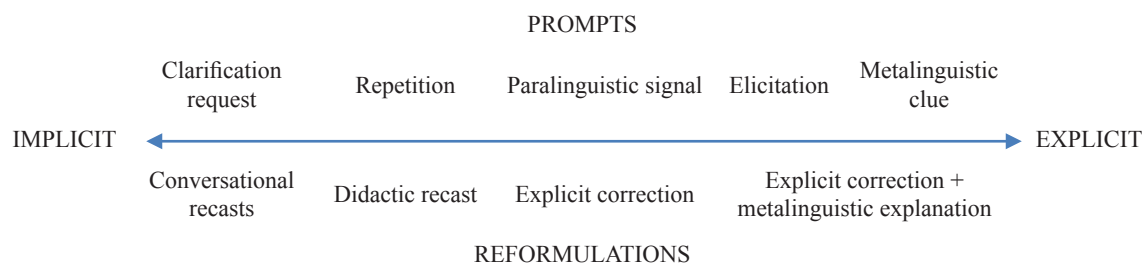 PROMPTS
Clarification
request
Repetition
Paralinguistic signal
Elicitation
Metalinguistic
clue
IMPLICIT
EXPLICIT
Conversational
recasts
Didactic recast
Explicit correction
Explicit correction +
metalinguistic explanation
REFORMULATIONS